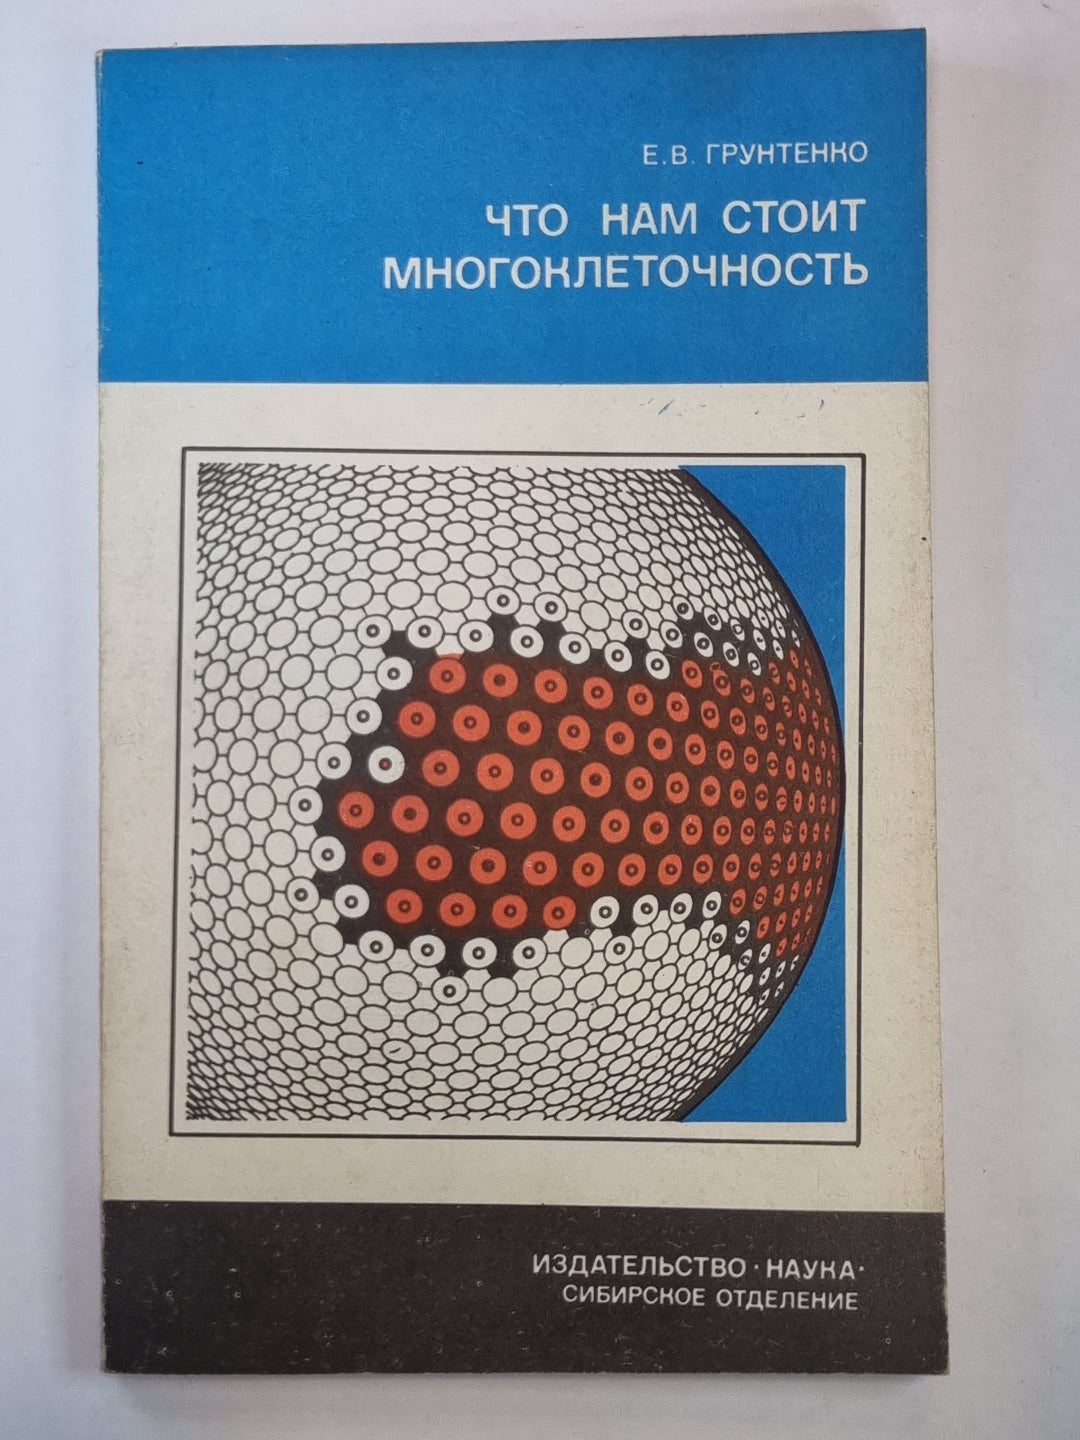 Е.В. ГРУНТЕНКО
ЧТО НАМ СТОИТ
МНОГОКЛЕТОЧНОСТЬ
ИЗДАТЕЛЬСТВО · НАУКА ·
СИБИРСКОЕ ОТДЕЛЕНИЕ